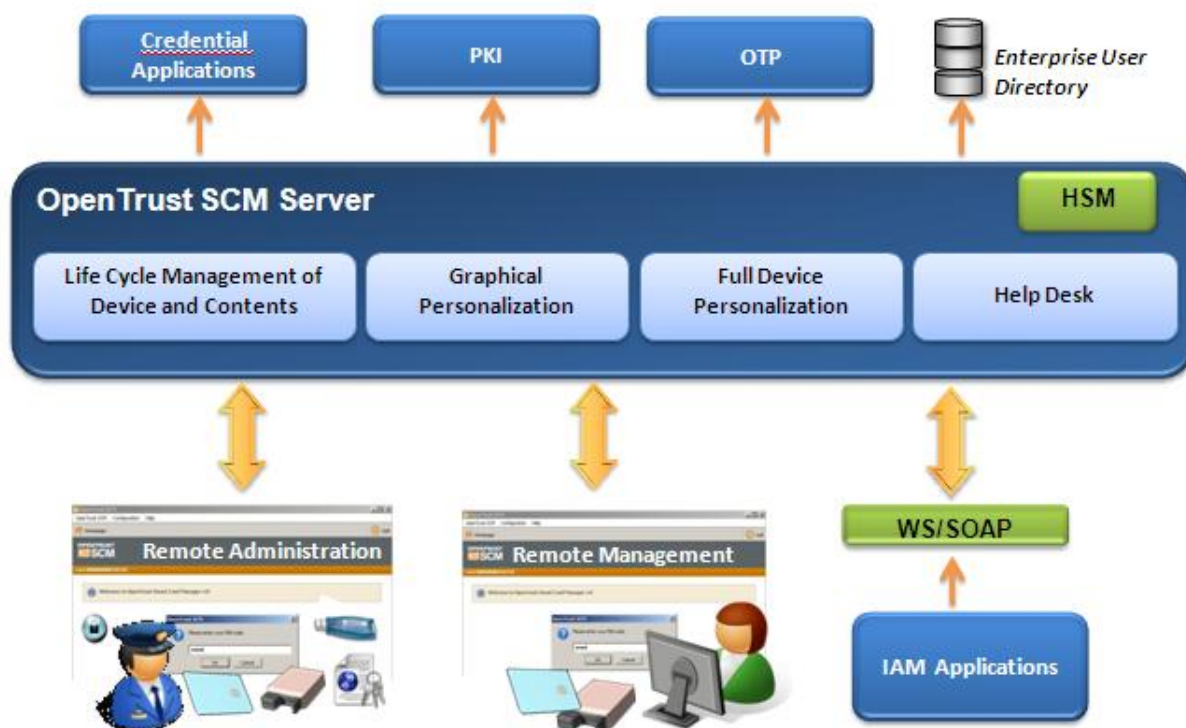 Credential
Applications
PKI
OTP
Enterprise User
Directory
OpenTrust SCM Server
HSM
Life Cycle Management of
Device and Contents
Graphical
Personalization
Full Device
Personalization
Help Desk
Remote Administration
SCM
Remote Management
SCM
WS/SOAP
IAM Applications